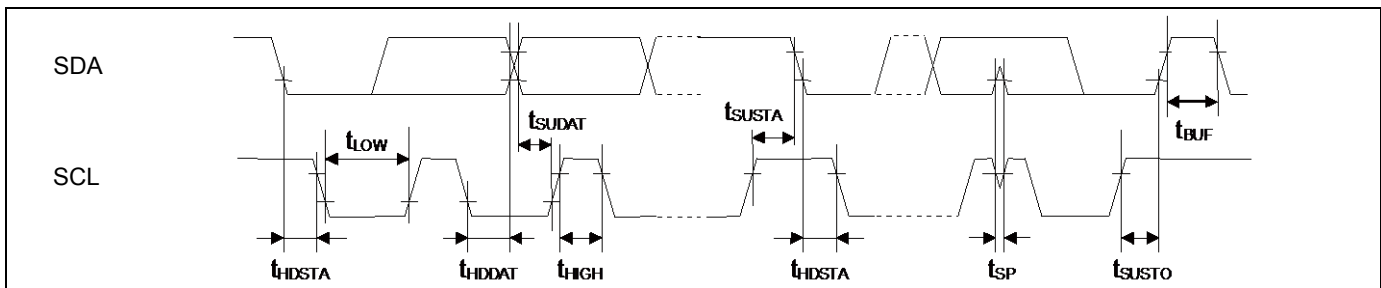 SDA
tSUSTA
tSUDAT
tBUF
tLOW
SCL
tHDSTA
tHDDAT
tHIGH
tHDSTA
tSP
tSUSTO